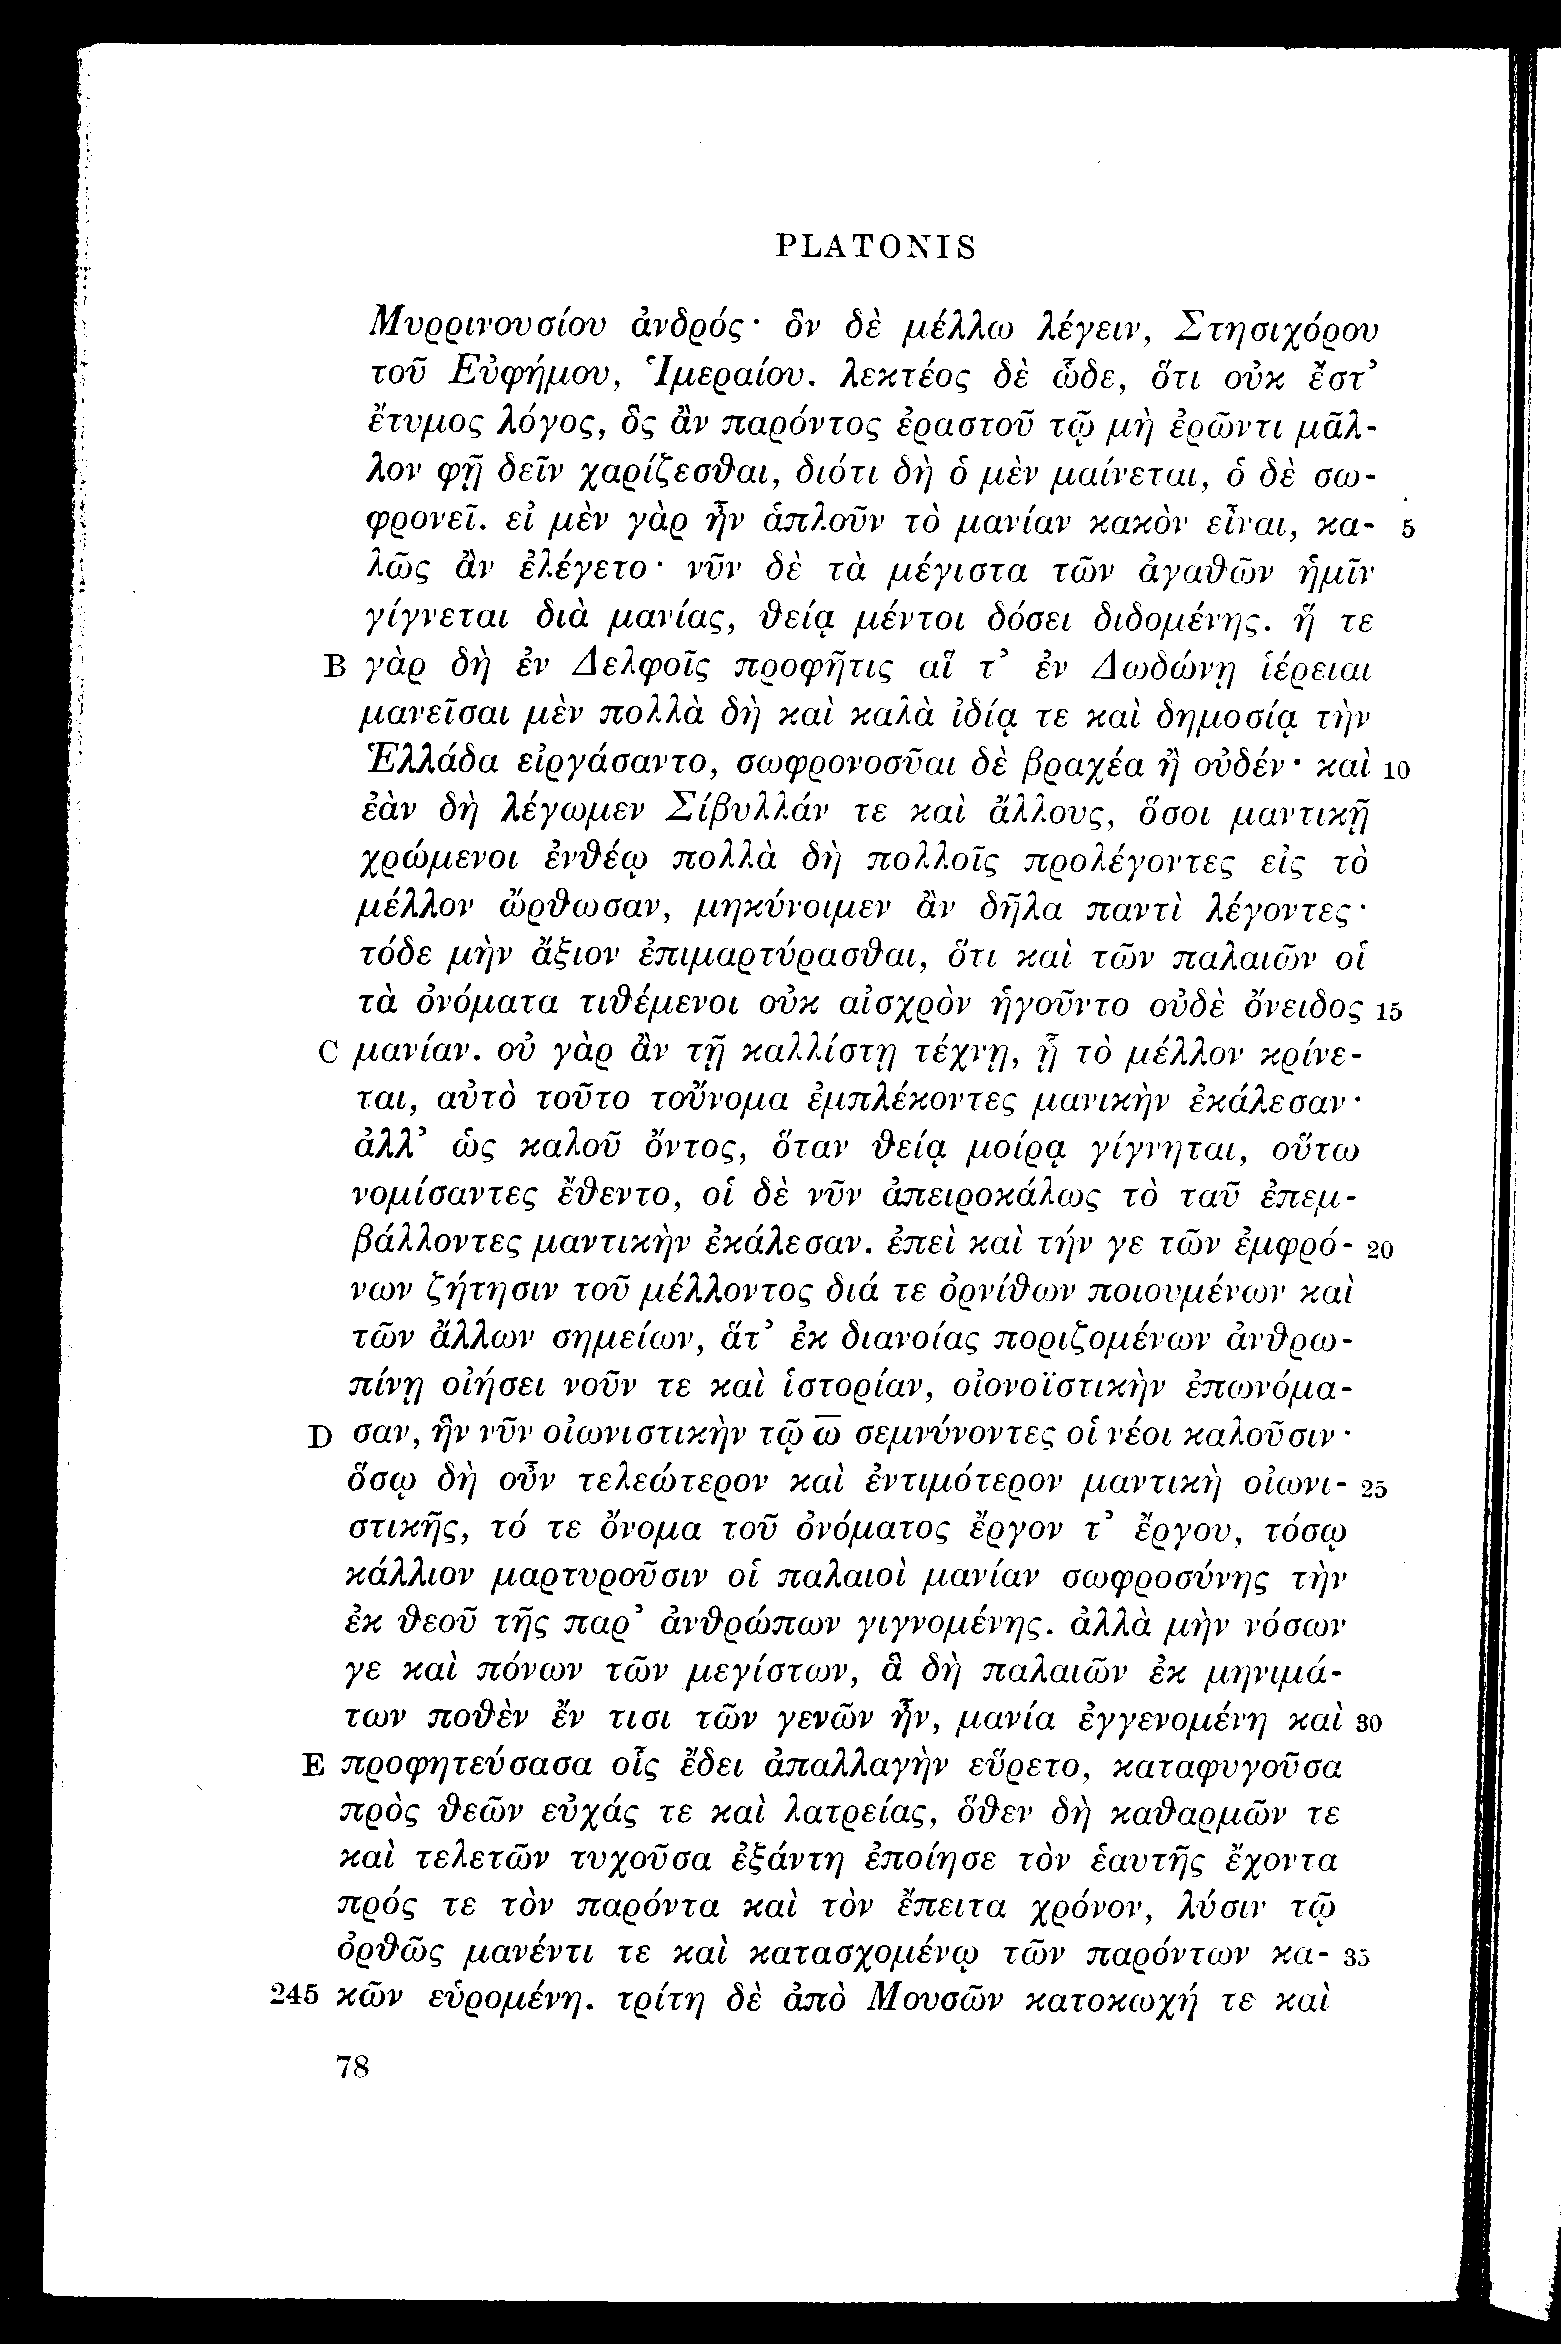 PLATONIS
Μυρρινουσίου ἀνδρός· ὃν δὲ μέλλω λέγειν, Στησιχόρου
τοῦ Εὐφήμου, Ἱμεραίου. λεκτέος δὲ ὧδε, ὅτι οὐκ ἔστ’
ἔτυμος λόγος, ὃς ἂν παρόντος ἐραστοῦ τῷ μὴ ἐρῶντι μᾶλ-
λον φῇ δεῖν χαρίζεσθαι, διότι δὴ ὁ μὲν μαίνεται, ὁ δὲ σω-
φρονεῖ. εἰ μὲν γὰρ ἦν ἁπλοῦν τὸ μανίαν κακὸν εἶναι, κα- 5
λῶς ἂν ἐλέγετο· νῦν δὲ τὰ μέγιστα τῶν ἀγαθῶν ἡμῖν
γίγνεται διὰ μανίας, θείᾳ μέντοι δόσει διδομένης. ἥ τε
B γὰρ δὴ ἐν Δελφοῖς προφῆτις αἵ τ’ ἐν Δωδώνῃ ἱέρειαι
μανεῖσαι μὲν πολλὰ δὴ καὶ καλὰ ἰδίᾳ τε καὶ δημοσίᾳ τὴν
Ἑλλάδα εἰργάσαντο, σωφρονοσῦαι δὲ βραχέα ἢ οὐδέν· καὶ 10
ἐὰν δὴ λέγωμεν Σίβυλλάν τε καὶ ἄλλους, ὅσοι μαντικῇ
χρώμενοι ἐνθέῳ πολλὰ δὴ πολλοῖς προλέγοντες εἰς τὸ
μέλλον ὤρθωσαν, μηκύνοιμεν ἂν δῆλα παντὶ λέγοντες·
τόδε μὴν ἄξιον ἐπιμαρτύρασθαι, ὅτι καὶ τῶν παλαιῶν οἱ
τὰ ὀνόματα τιθέμενοι οὐκ αἰσχρὸν ἡγοῦντο οὐδὲ ὄνειδος 15
C μανίαν. οὐ γὰρ ἂν τῇ καλλίστῃ τέχνῃ, ᾗ τὸ μέλλον κρίνε-
ται, αὐτὸ τοῦτο τοὔνομα ἐμπλέκοντες μανικὴν ἐκάλεσαν·
ἀλλ’ ὡς καλοῦ ὄντος, ὅταν θείᾳ μοίρᾳ γίγνηται, οὕτω
νομίσαντες ἔθεντο, οἱ δὲ νῦν ἀπειροκάλως τὸ ταῦ ἐπεμ-
βάλλοντες μαντικὴν ἐκάλεσαν. ἐπεὶ καὶ τήν γε τῶν ἐμφρό- 20
νων ζήτησιν τοῦ μέλλοντος διά τε ὀρνίθων ποιουμένων καὶ
τῶν ἄλλων σημείων, ἅτ’ ἐκ διανοίας ποριζομένων ἀνθρω-
πίνῃ οἰήσει νοῦν τε καὶ ἱστορίαν, οἰονοϊστικὴν ἐπωνόμα-
D σαν, ἣν νῦν οἰωνιστικὴν τῷ ω̅ σεμνύνοντες οἱ νέοι καλοῦσιν·
ὅσῳ δὴ οὖν τελεώτερον καὶ ἐντιμότερον μαντικὴ οἰωνι- 25
στικῆς, τό τε ὄνομα τοῦ ὀνόματος ἔργον τ’ ἔργου, τόσῳ
κάλλιον μαρτυροῦσιν οἱ παλαιοὶ μανίαν σωφροσύνης τὴν
ἐκ θεοῦ τῆς παρ’ ἀνθρώπων γιγνομένης. ἀλλὰ μὴν νόσων
γε καὶ πόνων τῶν μεγίστων, ἃ δὴ παλαιῶν ἐκ μηνιμά-
των ποθὲν ἔν τισι τῶν γενῶν ἦν, μανία ἐγγενομένη καὶ 30
E προφητεύσασα οἷς ἔδει ἀπαλλαγὴν εὕρετο, καταφυγοῦσα
πρὸς θεῶν εὐχάς τε καὶ λατρείας, ὅθεν δὴ καθαρμῶν τε
καὶ τελετῶν τυχοῦσα ἐξάντη ἐποίησε τὸν ἑαυτῆς ἔχοντα
πρός τε τὸν παρόντα καὶ τὸν ἔπειτα χρόνον, λύσιν τῷ
ὀρθῶς μανέντι τε καὶ κατασχομένῳ τῶν παρόντων κα- 35
245 κῶν εὑρομένη. τρίτη δὲ ἀπὸ Μουσῶν κατοκωχή τε καὶ
78